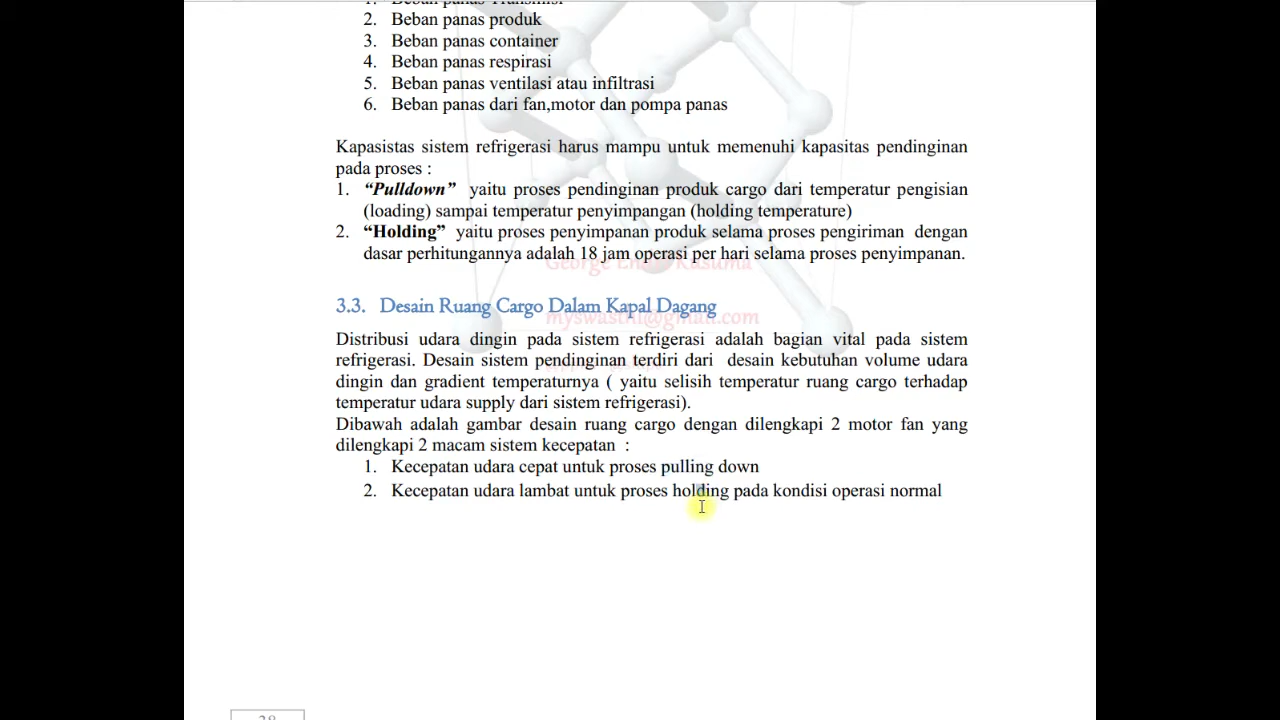 1. Beban panas Transmisi
2. Beban panas produk
3. Beban panas container
4. Beban panas respirasi
5. Beban panas ventilasi atau infiltrasi
6. Beban panas dari fan,motor dan pompa panas
Kapasistas sistem refrigerasi harus mampu untuk memenuhi kapasitas pendinginan
pada proses :
1. “Pulldown” yaitu proses pendinginan produk cargo dari temperatur pengisian
(loading) sampai temperatur penyimpangan (holding temperature)
2. “Holding” yaitu proses penyimpanan produk selama proses pengiriman dengan
dasar perhitungannya adalah 18 jam operasi per hari selama proses penyimpanan.
3.3. Desain Ruang Cargo Dalam Kapal Dagang
myswasthi@gmail.com
Distribusi udara dingin pada sistem refrigerasi adalah bagian vital pada sistem
refrigerasi. Desain sistem pendinginan terdiri dari desain kebutuhan volume udara
dingin dan gradient temperaturnya ( yaitu selisih temperatur ruang cargo terhadap
temperatur udara supply dari sistem refrigerasi).
Dibawah adalah gambar desain ruang cargo dengan dilengkapi 2 motor fan yang
dilengkapi 2 macam sistem kecepatan :
1. Kecepatan udara cepat untuk proses pulling down
2. Kecepatan udara lambat untuk proses holding pada kondisi operasi normal